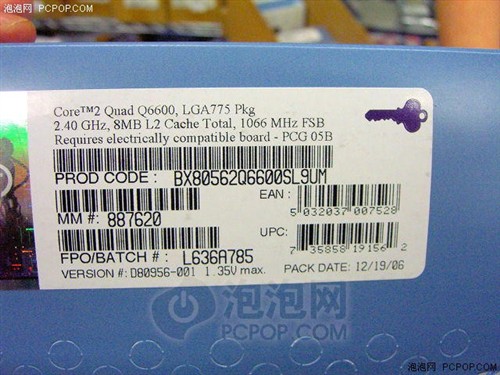 泡泡网 PCPOP.COM
Core™2 Quad Q6600, LGA775 Pkg
2.40 GHz, 8MB L2 Cache Total, 1066 MHz FSB
Requires electrically compatible board - PCG 05B
PROD CODE: BX80562Q6600SL9UM
EAN:
5 032037 007528
MM #: 887620
UPC:
7 35858 19156 2
FPO/BATCH #: L636A785
VERSION #: D80956-001 1.35V max.
PACK DATE: 12/19/06
泡泡网
PCPOP.COM
泡泡网 PCPOP.COM